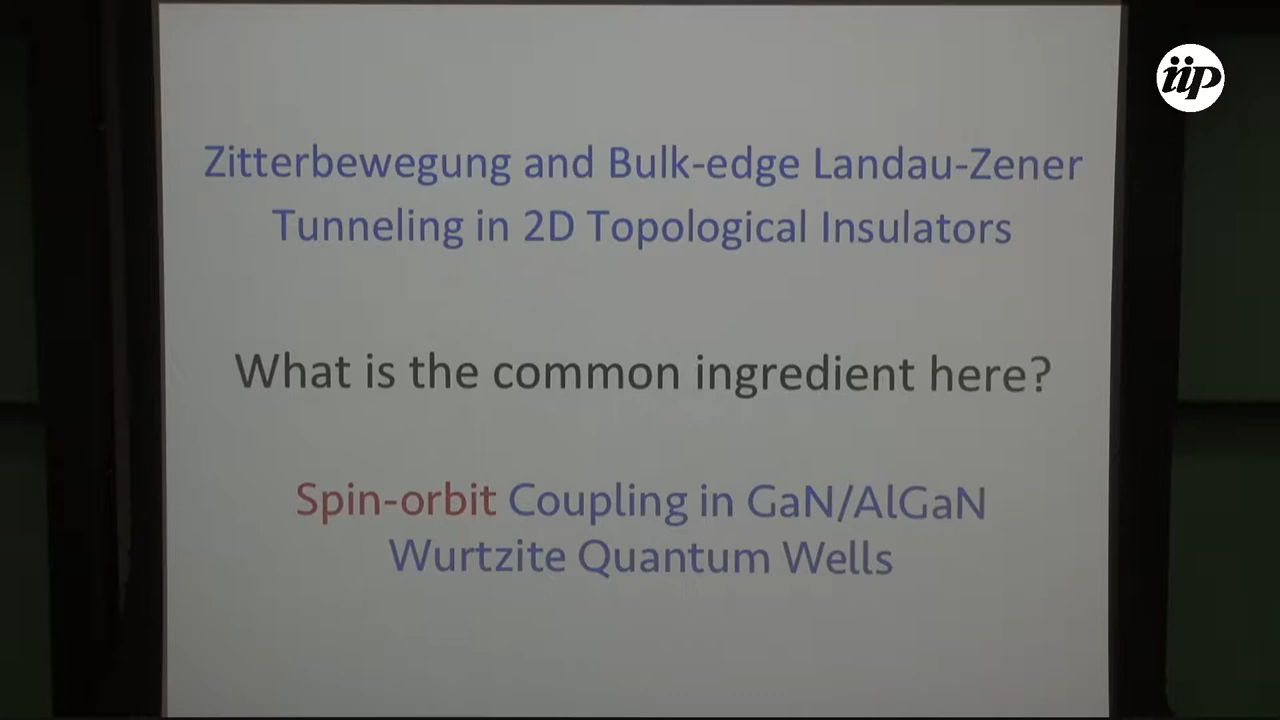 iip
Zitterbewegung and Bulk-edge Landau-Zener
Tunneling in 2D Topological Insulators
What is the common ingredient here?
Spin-orbit Coupling in GaN/AlGaN
Wurtzite Quantum Wells